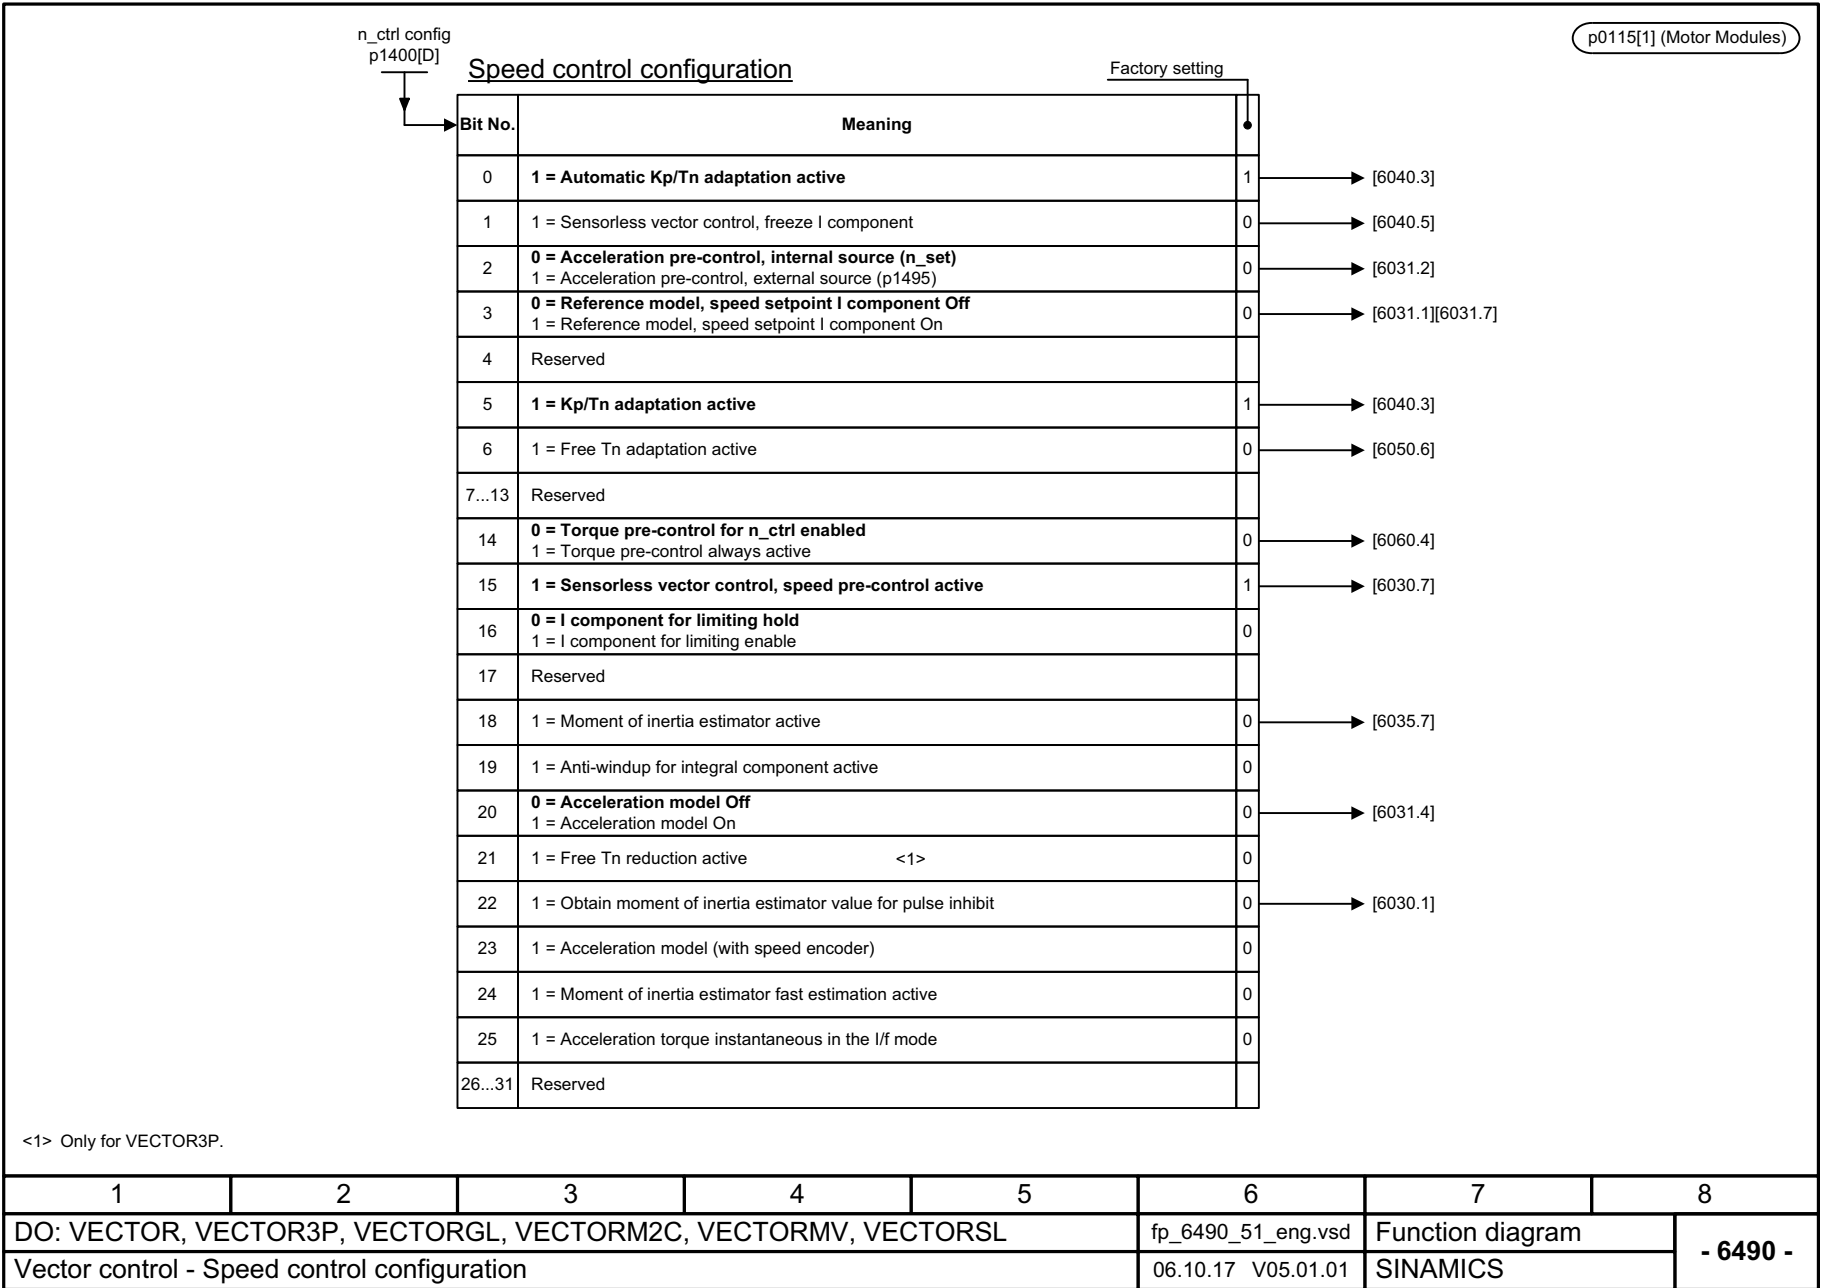 n_ctrl config
p1400[D]
p0115[1] (Motor Modules)
Speed control configuration
Factory setting
Bit No. Meaning
0 1 = Automatic Kp/Tn adaptation active 1 [6040.3]
1 1 = Sensorless vector control, freeze I component 0 [6040.5]
2 0 = Acceleration pre-control, internal source (n_set)
1 = Acceleration pre-control, external source (p1495) 0 [6031.2]
3 0 = Reference model, speed setpoint I component Off
1 = Reference model, speed setpoint I component On 0 [6031.1][6031.7]
4 Reserved
5 1 = Kp/Tn adaptation active 1 [6040.3]
6 1 = Free Tn adaptation active 0 [6050.6]
7...13 Reserved
14 0 = Torque pre-control for n_ctrl enabled
1 = Torque pre-control always active 0 [6060.4]
15 1 = Sensorless vector control, speed pre-control active 1 [6030.7]
16 0 = I component for limiting hold
1 = I component for limiting enable 0
17 Reserved
18 1 = Moment of inertia estimator active 0 [6035.7]
19 1 = Anti-windup for integral component active 0
20 0 = Acceleration model Off
1 = Acceleration model On 0 [6031.4]
21 1 = Free Tn reduction active <1> 0
22 1 = Obtain moment of inertia estimator value for pulse inhibit 0 [6030.1]
23 1 = Acceleration model (with speed encoder) 0
24 1 = Moment of inertia estimator fast estimation active 0
25 1 = Acceleration torque instantaneous in the I/f mode 0
26...31 Reserved
<1> Only for VECTOR3P.
1 2 3 4 5 6 7 8
DO: VECTOR, VECTOR3P, VECTORGL, VECTORM2C, VECTORMV, VECTORSL fp_6490_51_eng.vsd Function diagram
- 6490 -
Vector control - Speed control configuration 06.10.17 V05.01.01 SINAMICS